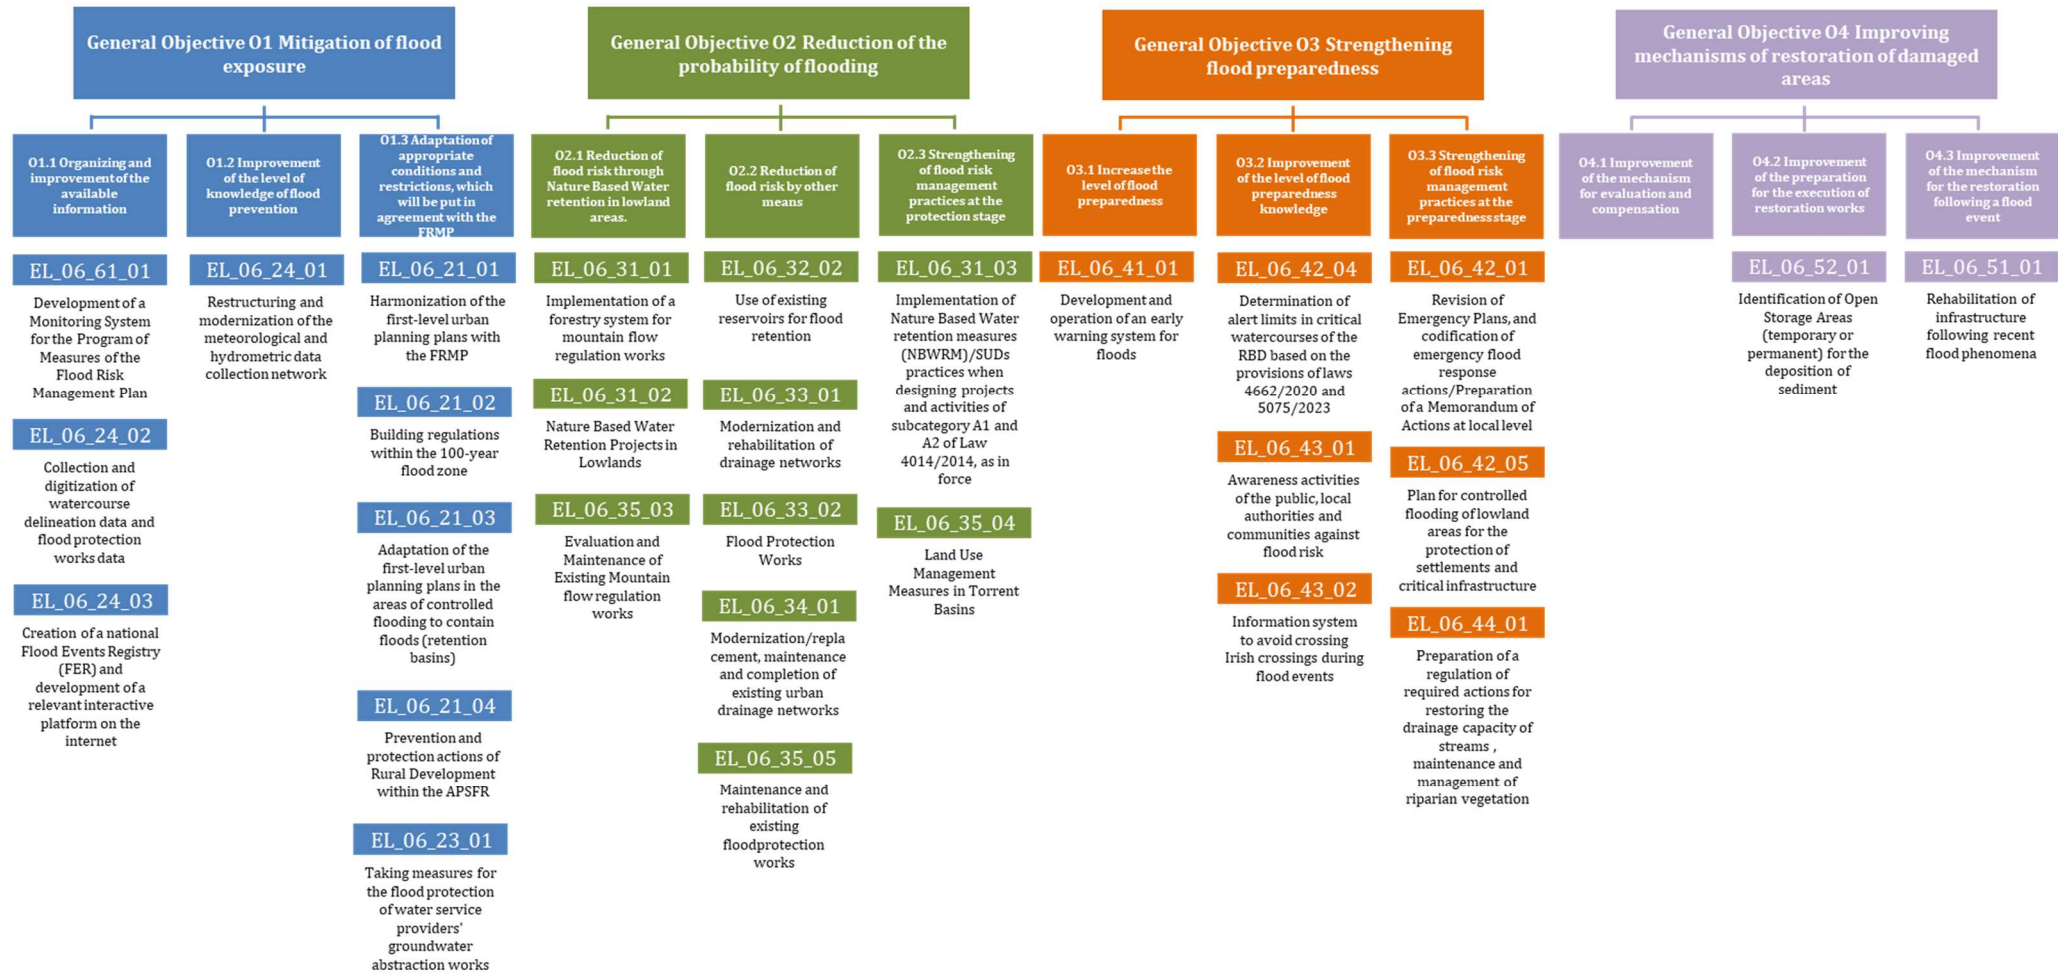 General Objective O1 Mitigation of flood
exposure
O1.1 Organizing and
improvement of the
available
information
EL_06_61_01
Development of a
Monitoring System
for the Program of
Measures of the
Flood Risk
Management Plan
EL_06_24_02
Collection and
digitization of
watercourse
delineation data and
flood protection
works data
EL_06_24_03
Creation of a national
Flood Events Registry
(FER) and
development of a
relevant interactive
platform on the
internet
O1.2 Improvement
of the level of
knowledge of flood
prevention
EL_06_24_01
Restructuring and
modernization of the
meteorological and
hydrometric data
collection network
O1.3 Adaptation of
appropriate
conditions and
restrictions, which
will be put in
agreement with the
FRMP
EL_06_21_01
Harmonization of the
first-level urban
planning plans with
the FRMP
EL_06_21_02
Building regulations
within the 100-year
flood zone
EL_06_21_03
Adaptation of the
first-level urban
planning plans in the
areas of controlled
flooding to contain
floods (retention
basins)
EL_06_21_04
Prevention and
protection actions of
Rural Development
within the APSFR
EL_06_23_01
Taking measures for
the flood protection
of water service
providers'
groundwater
abstraction works
General Objective O2 Reduction of the
probability of flooding
O2.1 Reduction of
flood risk through
Nature Based Water
retention in lowland
areas.
EL_06_31_01
Implementation of a
forestry system for
mountain flow
regulation works
EL_06_31_02
Nature Based Water
Retention Projects in
Lowlands
EL_06_35_03
Evaluation and
Maintenance of
Existing Mountain
flow regulation
works
O2.2 Reduction of
flood risk by other
means
EL_06_32_02
Use of existing
reservoirs for flood
retention
EL_06_33_01
Modernization and
rehabilitation of
drainage networks
EL_06_33_02
Flood Protection
Works
EL_06_34_01
Modernization/repla
cement, maintenance
and completion of
existing urban
drainage networks
EL_06_35_05
Maintenance and
rehabilitation of
existing
floodprotection
works
O2.3 Strengthening
of flood risk
management
practices at the
protection stage
EL_06_31_03
Implementation of
Nature Based Water
retention measures
(NBWRM)/SUDs
practices when
designing projects
and activities of
subcategory A1 and
A2 of Law
4014/2014, as in
force
EL_06_35_04
Land Use
Management
Measures in Torrent
Basins
General Objective O3 Strengthening
flood preparedness
O3.1 Increase the
level of flood
preparedness
EL_06_41_01
Development and
operation of an early
warning system for
floods
O3.2 Improvement
of the level of flood
preparedness
knowledge
EL_06_42_04
Determination of
alert limits in critical
watercourses of the
RBD based on the
provisions of laws
4662/2020 and
5075/2023
EL_06_43_01
Awareness activities
of the public, local
authorities and
communities against
flood risk
EL_06_43_02
Information system
to avoid crossing
Irish crossings during
flood events
O3.3 Strengthening
of flood risk
management
practices at the
preparedness stage
EL_06_42_01
Revision of
Emergency Plans, and
codification of
emergency flood
response
actions/Preparation
of a Memorandum of
Actions at local level
EL_06_42_05
Plan for controlled
flooding of lowland
areas for the
protection of
settlements and
critical infrastructure
EL_06_44_01
Preparation of a
regulation of
required actions for
restoring the
drainage capacity of
streams ,
maintenance and
management of
riparian vegetation
General Objective O4 Improving
mechanisms of restoration of damaged
areas
O4.1 Improvement
of the mechanism
for evaluation and
compensation
O4.2 Improvement
of the preparation
for the execution of
restoration works
EL_06_52_01
Identification of Open
Storage Areas
(temporary or
permanent) for the
deposition of
sediment
O4.3 Improvement
of the mechanism
for the restoration
following a flood
event
EL_06_51_01
Rehabilitation of
infrastructure
following recent
flood phenomena